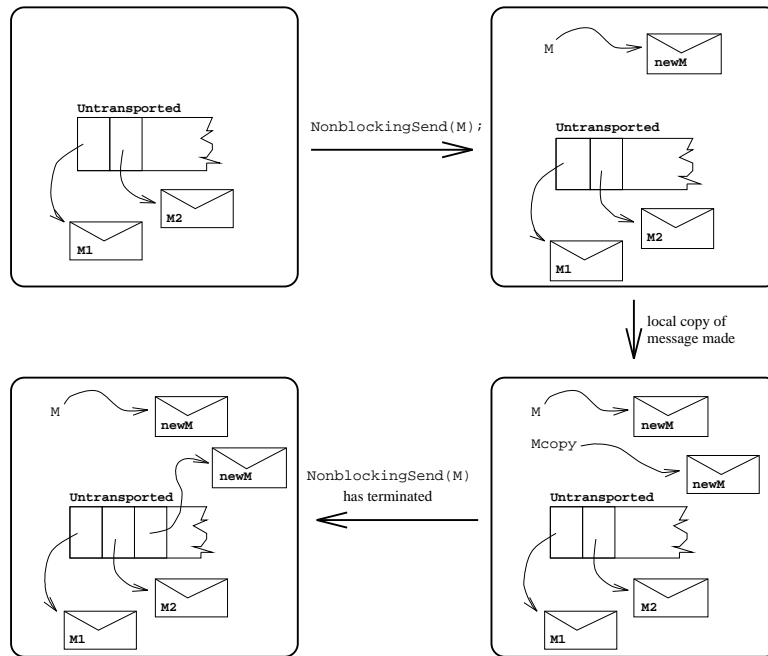 Untransported
M2
M1
NonblockingSend(M);
M
newM
Untransported
M2
M1
local copy of
message made
M
newM
Mcopy
newM
Untransported
M2
M1
NonblockingSend(M)
has terminated
M
newM
newM
Untransported
M2
M1